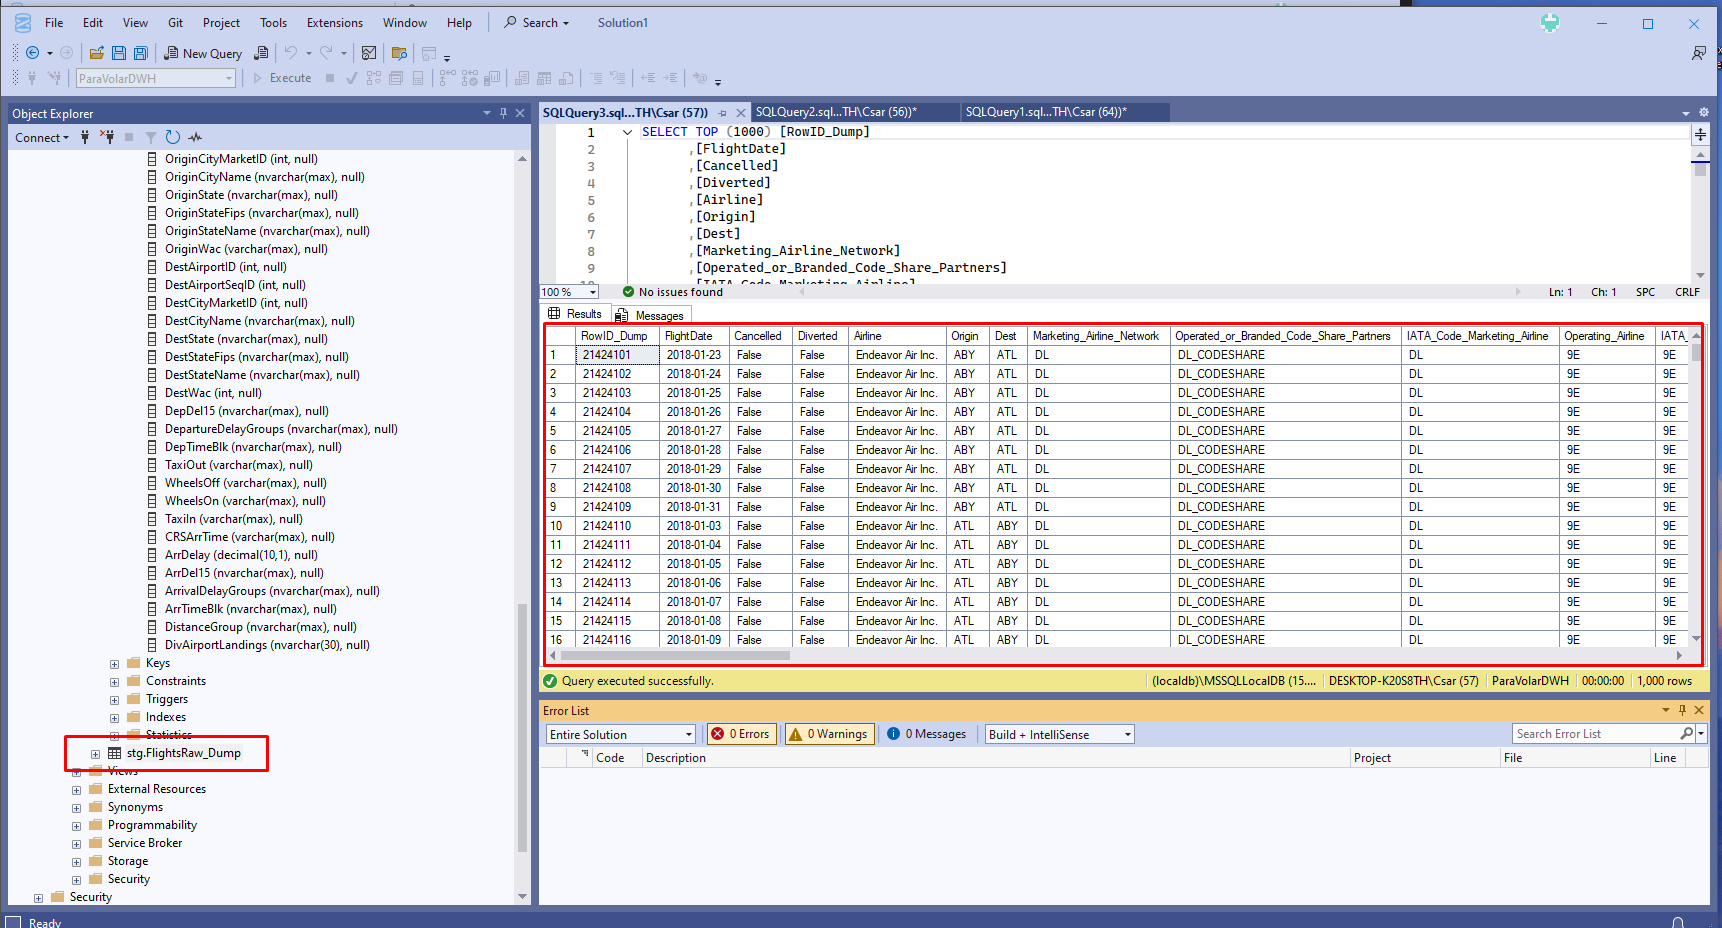 File Edit View Git Project Tools Extensions Window Help Search Solution1
New Query
ParaVolarDWH Execute
Object Explorer
Connect
OriginCityMarketID (int, null)
OriginCityName (nvarchar(max), null)
OriginState (nvarchar(max), null)
OriginStateFips (nvarchar(max), null)
OriginStateName (nvarchar(max), null)
OriginWac (varchar(max), null)
DestAirportID (int, null)
DestAirportSeqID (int, null)
DestCityMarketID (int, null)
DestCityName (nvarchar(max), null)
DestState (nvarchar(max), null)
DestStateFips (nvarchar(max), null)
DestStateName (nvarchar(max), null)
DestWac (int, null)
DepDel15 (nvarchar(max), null)
DepartureDelayGroups (nvarchar(max), null)
DepTimeBlk (nvarchar(max), null)
TaxiOut (varchar(max), null)
WheelsOff (varchar(max), null)
WheelsOn (varchar(max), null)
TaxiIn (varchar(max), null)
CRSArrTime (varchar(max), null)
ArrDelay (decimal(10,1), null)
ArrDel15 (nvarchar(max), null)
ArrivalDelayGroups (nvarchar(max), null)
ArrTimeBlk (nvarchar(max), null)
DistanceGroup (nvarchar(max), null)
DivAirportLandings (nvarchar(30), null)
Keys
Constraints
Triggers
Indexes
Statistics
stg.FlightsRaw_Dump
Views
External Resources
Synonyms
Programmability
Service Broker
Storage
Security
Security
SQLQuery3.sql...TH\Csar (57)) SQLQuery2.sql...TH\Csar (56))* SQLQuery1.sql...TH\Csar (64))*
1 SELECT TOP (1000) [RowID_Dump]
2 ,[FlightDate]
3 ,[Cancelled]
4 ,[Diverted]
5 ,[Airline]
6 ,[Origin]
7 ,[Dest]
8 ,[Marketing_Airline_Network]
9 ,[Operated_or_Branded_Code_Share_Partners]
10 ,[IATA_Code_Marketing_Airline]
100 % No issues found Ln: 1 Ch: 1 SPC CRLF
Results Messages
RowID_Dump FlightDate Cancelled Diverted Airline Origin Dest Marketing_Airline_Network Operated_or_Branded_Code_Share_Partners IATA_Code_Marketing_Airline Operating_Airline IATA_
1 21424101 2018-01-23 False False Endeavor Air Inc. ABY ATL DL DL_CODESHARE DL 9E 9E
2 21424102 2018-01-24 False False Endeavor Air Inc. ABY ATL DL DL_CODESHARE DL 9E 9E
3 21424103 2018-01-25 False False Endeavor Air Inc. ABY ATL DL DL_CODESHARE DL 9E 9E
4 21424104 2018-01-26 False False Endeavor Air Inc. ABY ATL DL DL_CODESHARE DL 9E 9E
5 21424105 2018-01-27 False False Endeavor Air Inc. ABY ATL DL DL_CODESHARE DL 9E 9E
6 21424106 2018-01-28 False False Endeavor Air Inc. ABY ATL DL DL_CODESHARE DL 9E 9E
7 21424107 2018-01-29 False False Endeavor Air Inc. ABY ATL DL DL_CODESHARE DL 9E 9E
8 21424108 2018-01-30 False False Endeavor Air Inc. ABY ATL DL DL_CODESHARE DL 9E 9E
9 21424109 2018-01-31 False False Endeavor Air Inc. ABY ATL DL DL_CODESHARE DL 9E 9E
10 21424110 2018-01-03 False False Endeavor Air Inc. ATL ABY DL DL_CODESHARE DL 9E 9E
11 21424111 2018-01-04 False False Endeavor Air Inc. ATL ABY DL DL_CODESHARE DL 9E 9E
12 21424112 2018-01-05 False False Endeavor Air Inc. ATL ABY DL DL_CODESHARE DL 9E 9E
13 21424113 2018-01-06 False False Endeavor Air Inc. ATL ABY DL DL_CODESHARE DL 9E 9E
14 21424114 2018-01-07 False False Endeavor Air Inc. ATL ABY DL DL_CODESHARE DL 9E 9E
15 21424115 2018-01-08 False False Endeavor Air Inc. ATL ABY DL DL_CODESHARE DL 9E 9E
16 21424116 2018-01-09 False False Endeavor Air Inc. ATL ABY DL DL_CODESHARE DL 9E 9E
Query executed successfully. (localdb)\MSSQLLocalDB (15.... DESKTOP-K20S8TH\Csar (57) ParaVolarDWH 00:00:00 1,000 rows
Error List
Entire Solution 0 Errors 0 Warnings 0 Messages Build + IntelliSense Search Error List
Code Description Project File Line
Ready